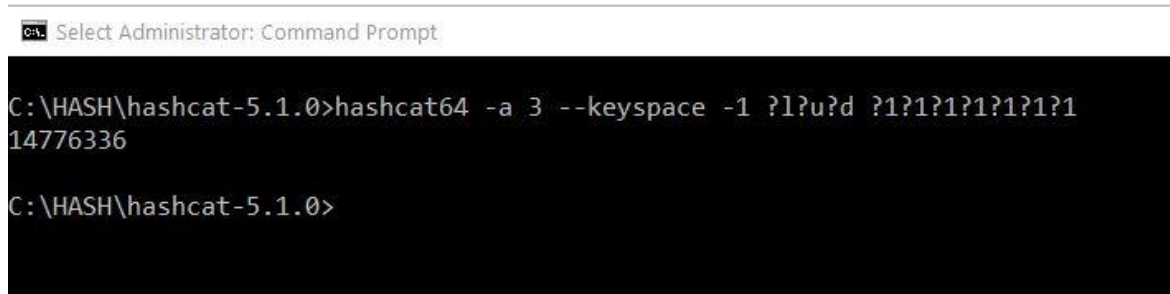 Select Administrator: Command Prompt
C:\HASH\hashcat-5.1.0>hashcat64 -a 3 --keyspace -1 ?l?u?d ?1?1?1?1?1?1?1
14776336
C:\HASH\hashcat-5.1.0>